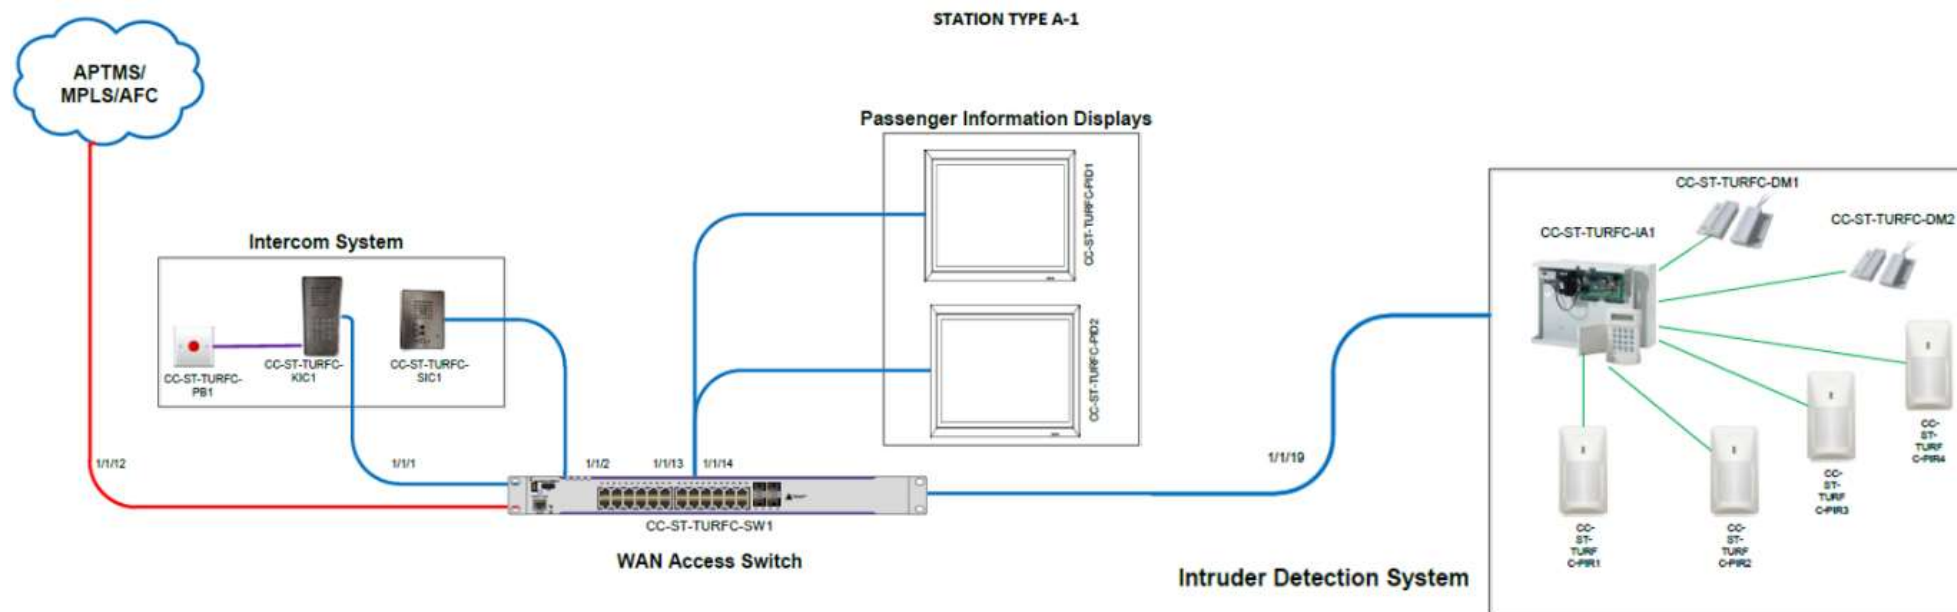 STATION TYPE A-1
APTMS/
MPLS/AFC
Passenger Information Displays
CC-ST-TURFC-PID1
CC-ST-TURFC-PID2
Intercom System
CC-ST-TURFC-
PB1
CC-ST-TURFC-
KIC1
CC-ST-TURFC-
SIC1
1/1/12
1/1/1
1/1/2
1/1/13
1/1/14
1/1/19
CC-ST-TURFC-SW1
WAN Access Switch
CC-ST-TURFC-DM1
CC-ST-TURFC-DM2
CC-ST-TURFC-IA1
CC-
ST-
TURF
C-PIR1
CC-
ST-
TURF
C-PIR2
CC-
ST-
TURF
C-PIR3
CC-
ST-
TURF
C-PIR4
Intruder Detection System